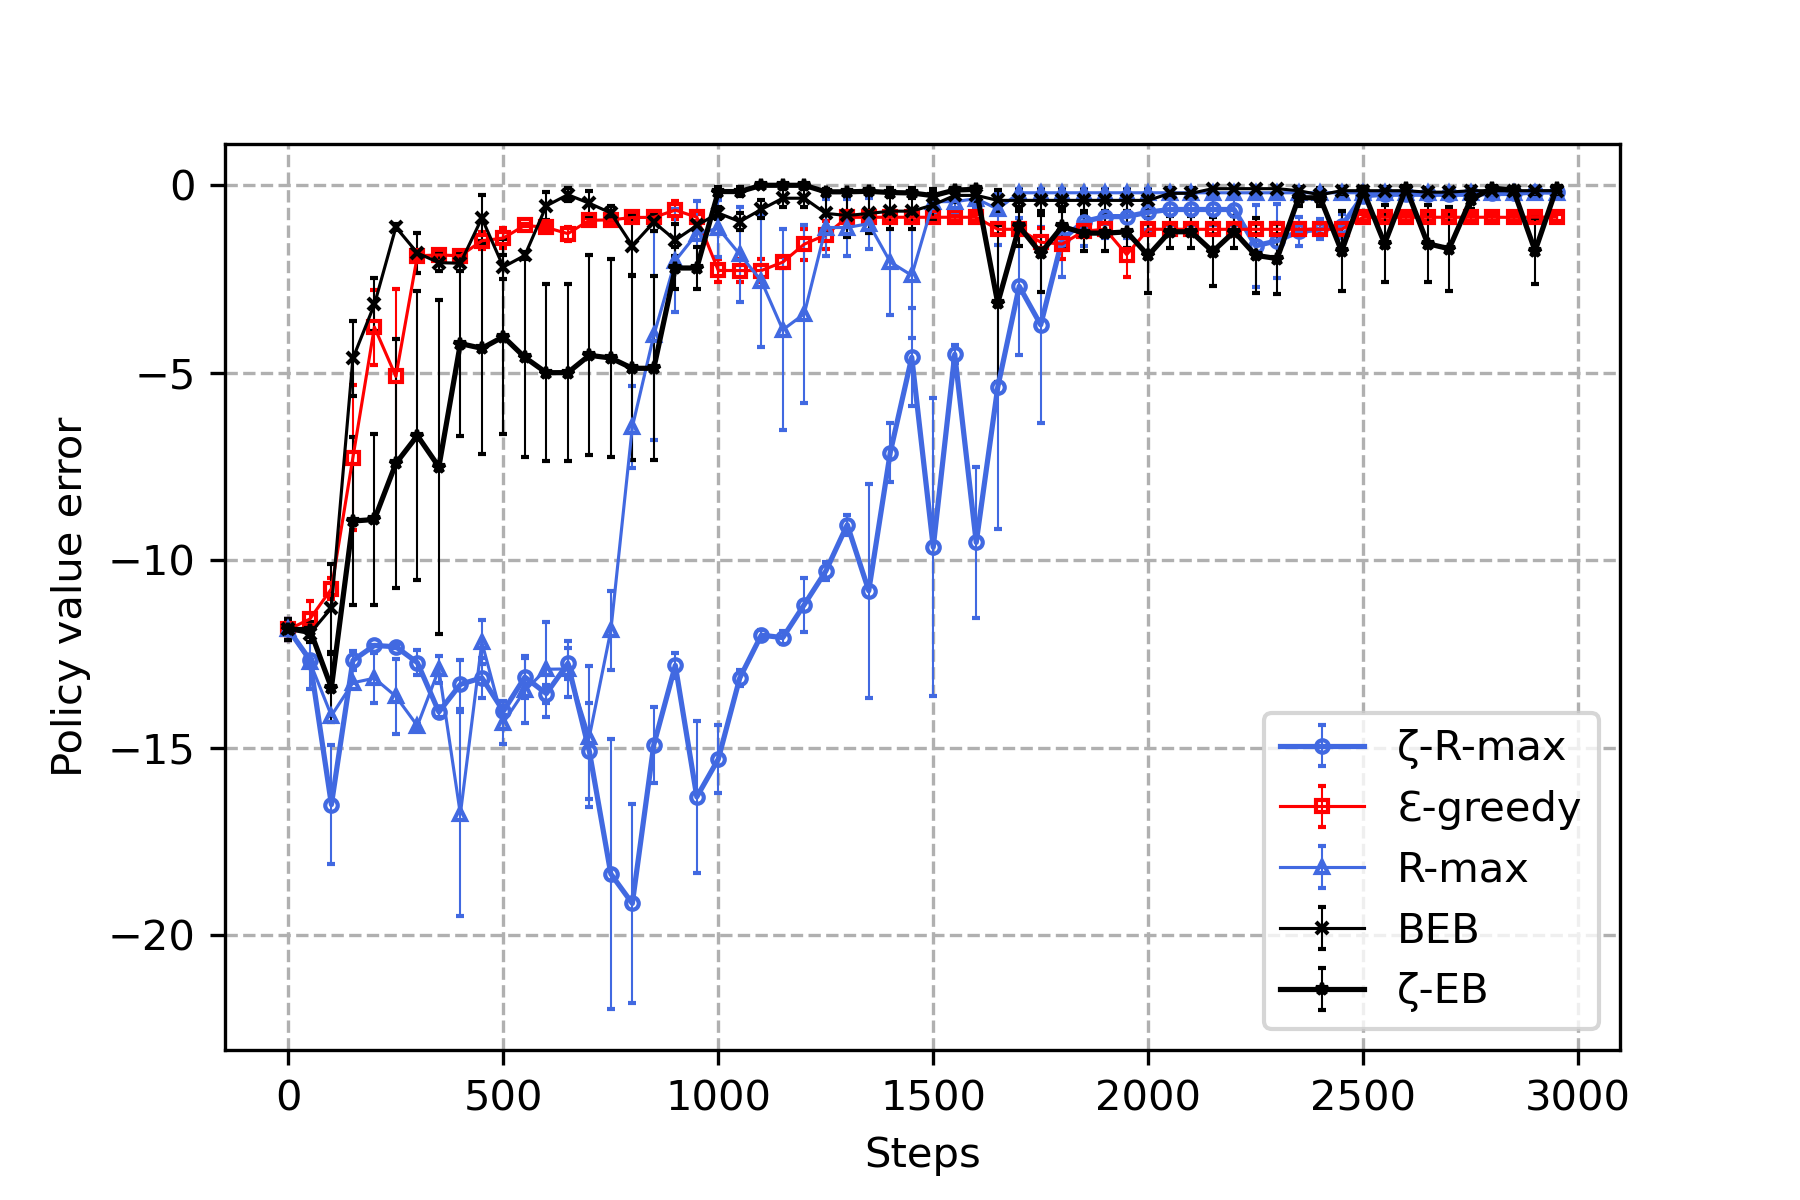 0
−5
−10
−15
−20
Policy value error
0 500 1000 1500 2000 2500 3000
Steps
ζ-R-max
Ɛ-greedy
R-max
BEB
ζ-EB